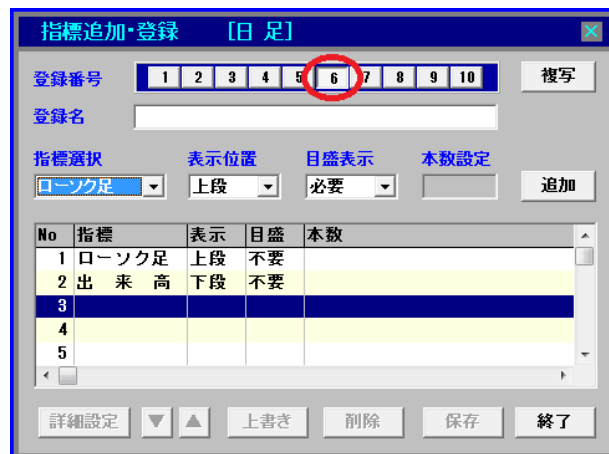 指標追加・登録　[日 足]
登録番号 1 2 3 4 5 6 7 8 9 10 複写
登録名
指標選択 表示位置 目盛表示 本数設定
ローソク足 上段 必要 追加
No 指標 表示 目盛 本数
1 ローソク足 上段 不要
2 出 来 高 下段 不要
3
4
5
詳細設定 ▼ ▲ 上書き 削除 保存 終了